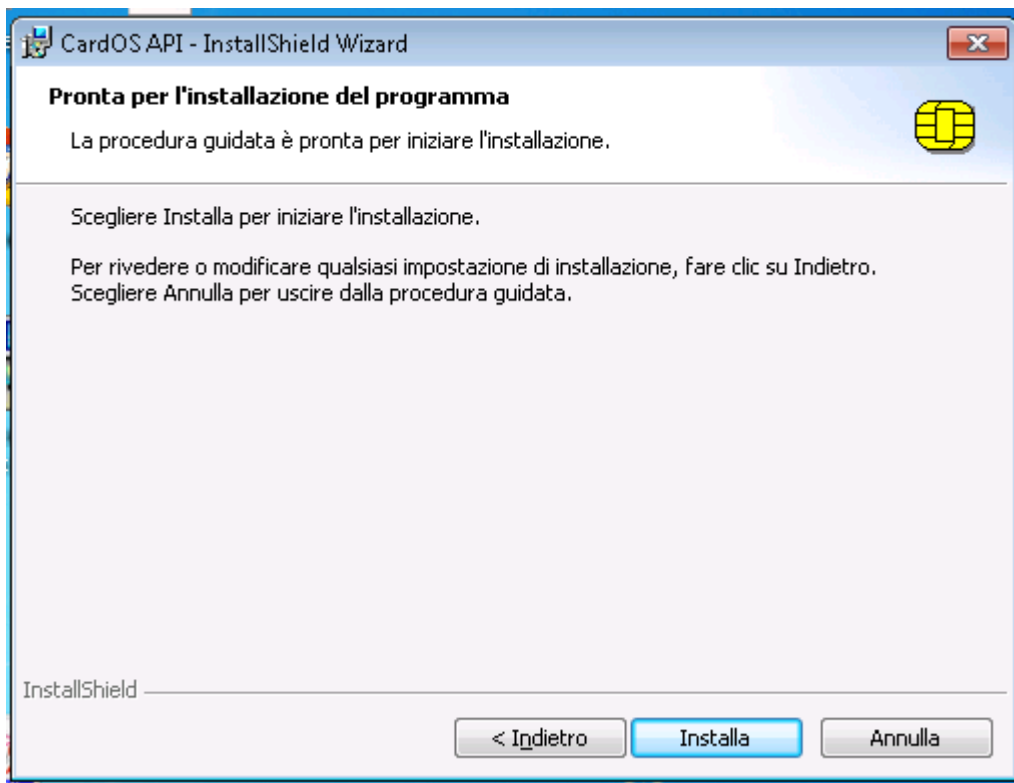 CardOS API - InstallShield Wizard
Pronta per l'installazione del programma
La procedura guidata è pronta per iniziare l'installazione.
Scegliere Installa per iniziare l'installazione.
Per rivedere o modificare qualsiasi impostazione di installazione, fare clic su Indietro.
Scegliere Annulla per uscire dalla procedura guidata.
InstallShield
< Indietro
Installa
Annulla